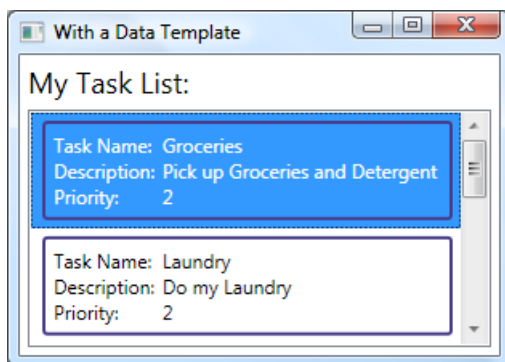 With a Data Template
My Task List:
Task Name: Groceries
Description: Pick up Groceries and Detergent
Priority: 2
Task Name: Laundry
Description: Do my Laundry
Priority: 2